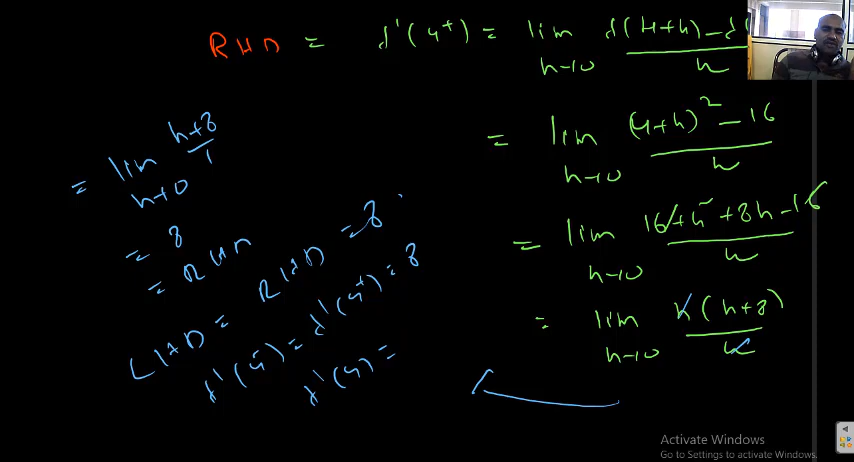 RHD = f'(4+) = lim h→0 f(4+h) - f(
h
= lim h→0 (4+h)² - 16
h
= lim h→0 16+h²+8h-16
h
= lim h→0 h(h+8)
h
= lim h→0 h+8
1
= 8
= RHD
LHD = RHD = 8
f'(4-) = f'(4+) = 8
f'(4) =
Activate Windows
Go to Settings to activate Windows.